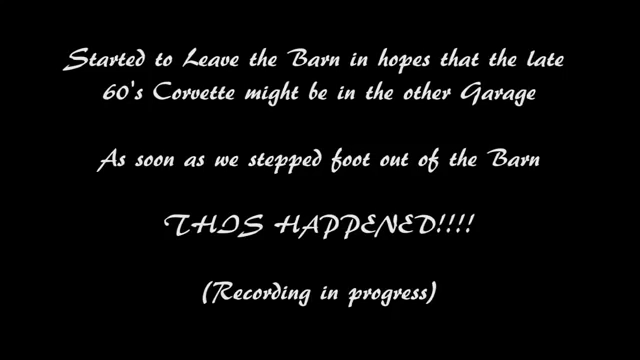 Started to Leave the Barn in hopes that the late
60's Corvette might be in the other Garage
As soon as we stepped foot out of the Barn
THIS HAPPENED!!!!
(Recording in progress)